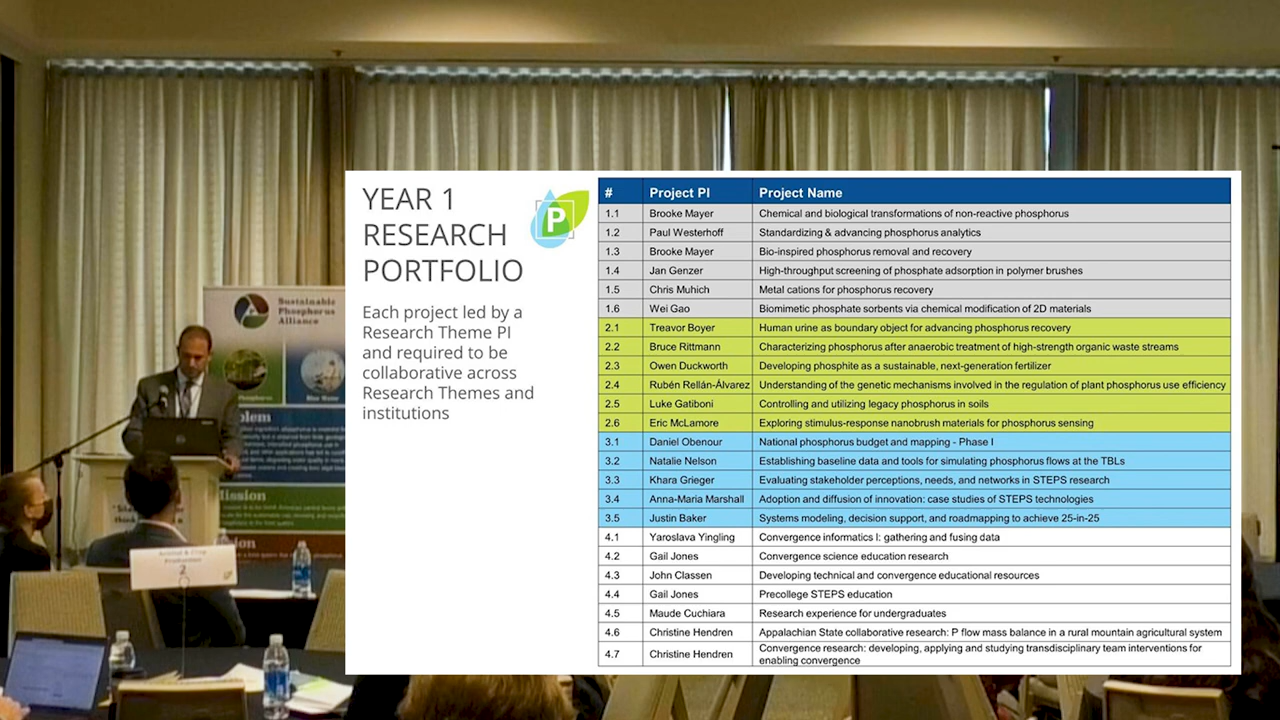 YEAR 1
RESEARCH
PORTFOLIO
P
Each project led by a
Research Theme PI
and required to be
collaborative across
Research Themes and
institutions
# Project PI Project Name
1.1 Brooke Mayer Chemical and biological transformations of non-reactive phosphorus
1.2 Paul Westerhoff Standardizing & advancing phosphorus analytics
1.3 Brooke Mayer Bio-inspired phosphorus removal and recovery
1.4 Jan Genzer High-throughput screening of phosphate adsorption in polymer brushes
1.5 Chris Muhich Metal cations for phosphorus recovery
1.6 Wei Gao Biomimetic phosphate sorbents via chemical modification of 2D materials
2.1 Treavor Boyer Human urine as boundary object for advancing phosphorus recovery
2.2 Bruce Rittmann Characterizing phosphorus after anaerobic treatment of high-strength organic waste streams
2.3 Owen Duckworth Developing phosphite as a sustainable, next-generation fertilizer
2.4 Rubén Rellán-Álvarez Understanding of the genetic mechanisms involved in the regulation of plant phosphorus use efficiency
2.5 Luke Gatiboni Controlling and utilizing legacy phosphorus in soils
2.6 Eric McLamore Exploring stimulus-response nanobrush materials for phosphorus sensing
3.1 Daniel Obenour National phosphorus budget and mapping - Phase I
3.2 Natalie Nelson Establishing baseline data and tools for simulating phosphorus flows at the TBLs
3.3 Khara Grieger Evaluating stakeholder perceptions, needs, and networks in STEPS research
3.4 Anna-Maria Marshall Adoption and diffusion of innovation: case studies of STEPS technologies
3.5 Justin Baker Systems modeling, decision support, and roadmapping to achieve 25-in-25
4.1 Yaroslava Yingling Convergence informatics I: gathering and fusing data
4.2 Gail Jones Convergence science education research
4.3 John Classen Developing technical and convergence educational resources
4.4 Gail Jones Precollege STEPS education
4.5 Maude Cuchiara Research experience for undergraduates
4.6 Christine Hendren Appalachian State collaborative research: P flow mass balance in a rural mountain agricultural system
4.7 Christine Hendren Convergence research: developing, applying and studying transdisciplinary team interventions for
enabling convergence
Sustainable
Phosphorus
Alliance
Phosphorus
Blue Water
Animal & Crop
Production
2